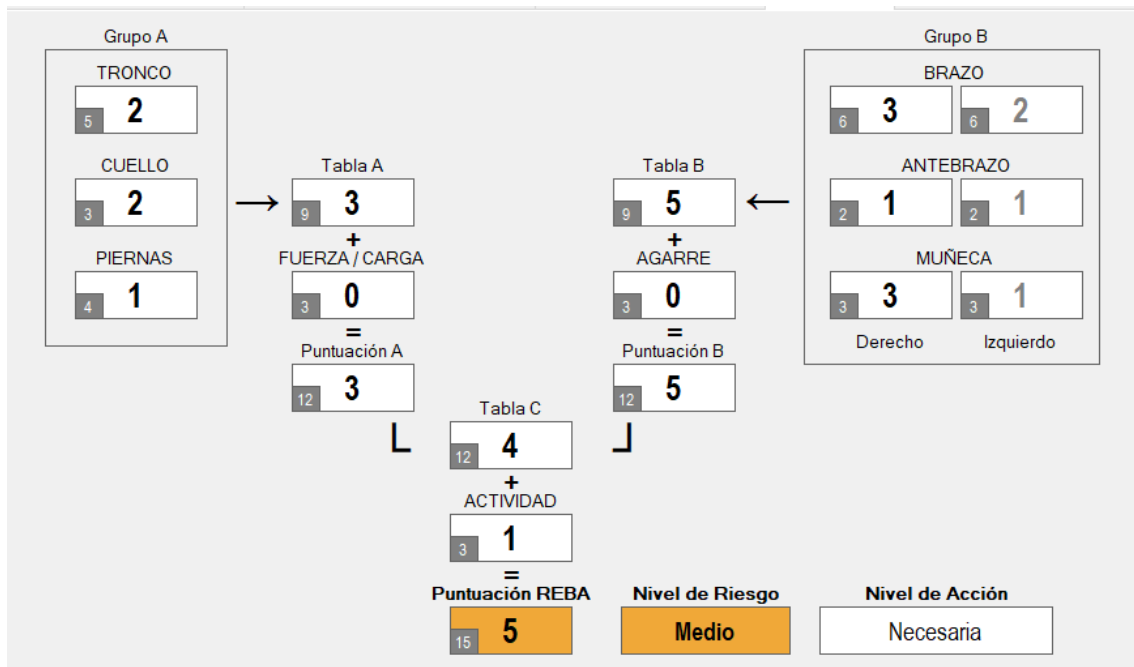 Grupo A
Grupo B
TRONCO
BRAZO
5 2
6 3
6 2
CUELLO
Tabla A
Tabla B
ANTEBRAZO
3 2
→
9 3
9 5
←
2 1
2 1
+
+
PIERNAS
FUERZA / CARGA
AGARRE
MUÑECA
4 1
3 0
3 0
3 3
3 1
=
=
Derecho
Izquierdo
Puntuación A
Puntuación B
12 3
12 5
Tabla C
12 4
+
ACTIVIDAD
3 1
=
Puntuación REBA
Nivel de Riesgo
Nivel de Acción
15 5
Medio
Necesaria